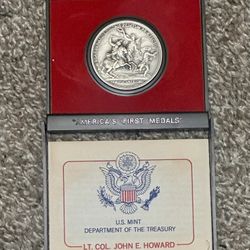 AMERICA'S FIRST MEDALS
U.S. MINT
DEPARTMENT OF THE TREASURY
LT. COL. JOHN E. HOWARD